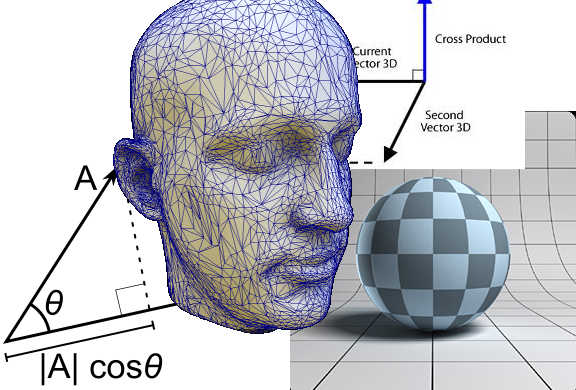 Cross Product
Current
Vector 3D
Second
Vector 3D
A
θ
|A| cosθ